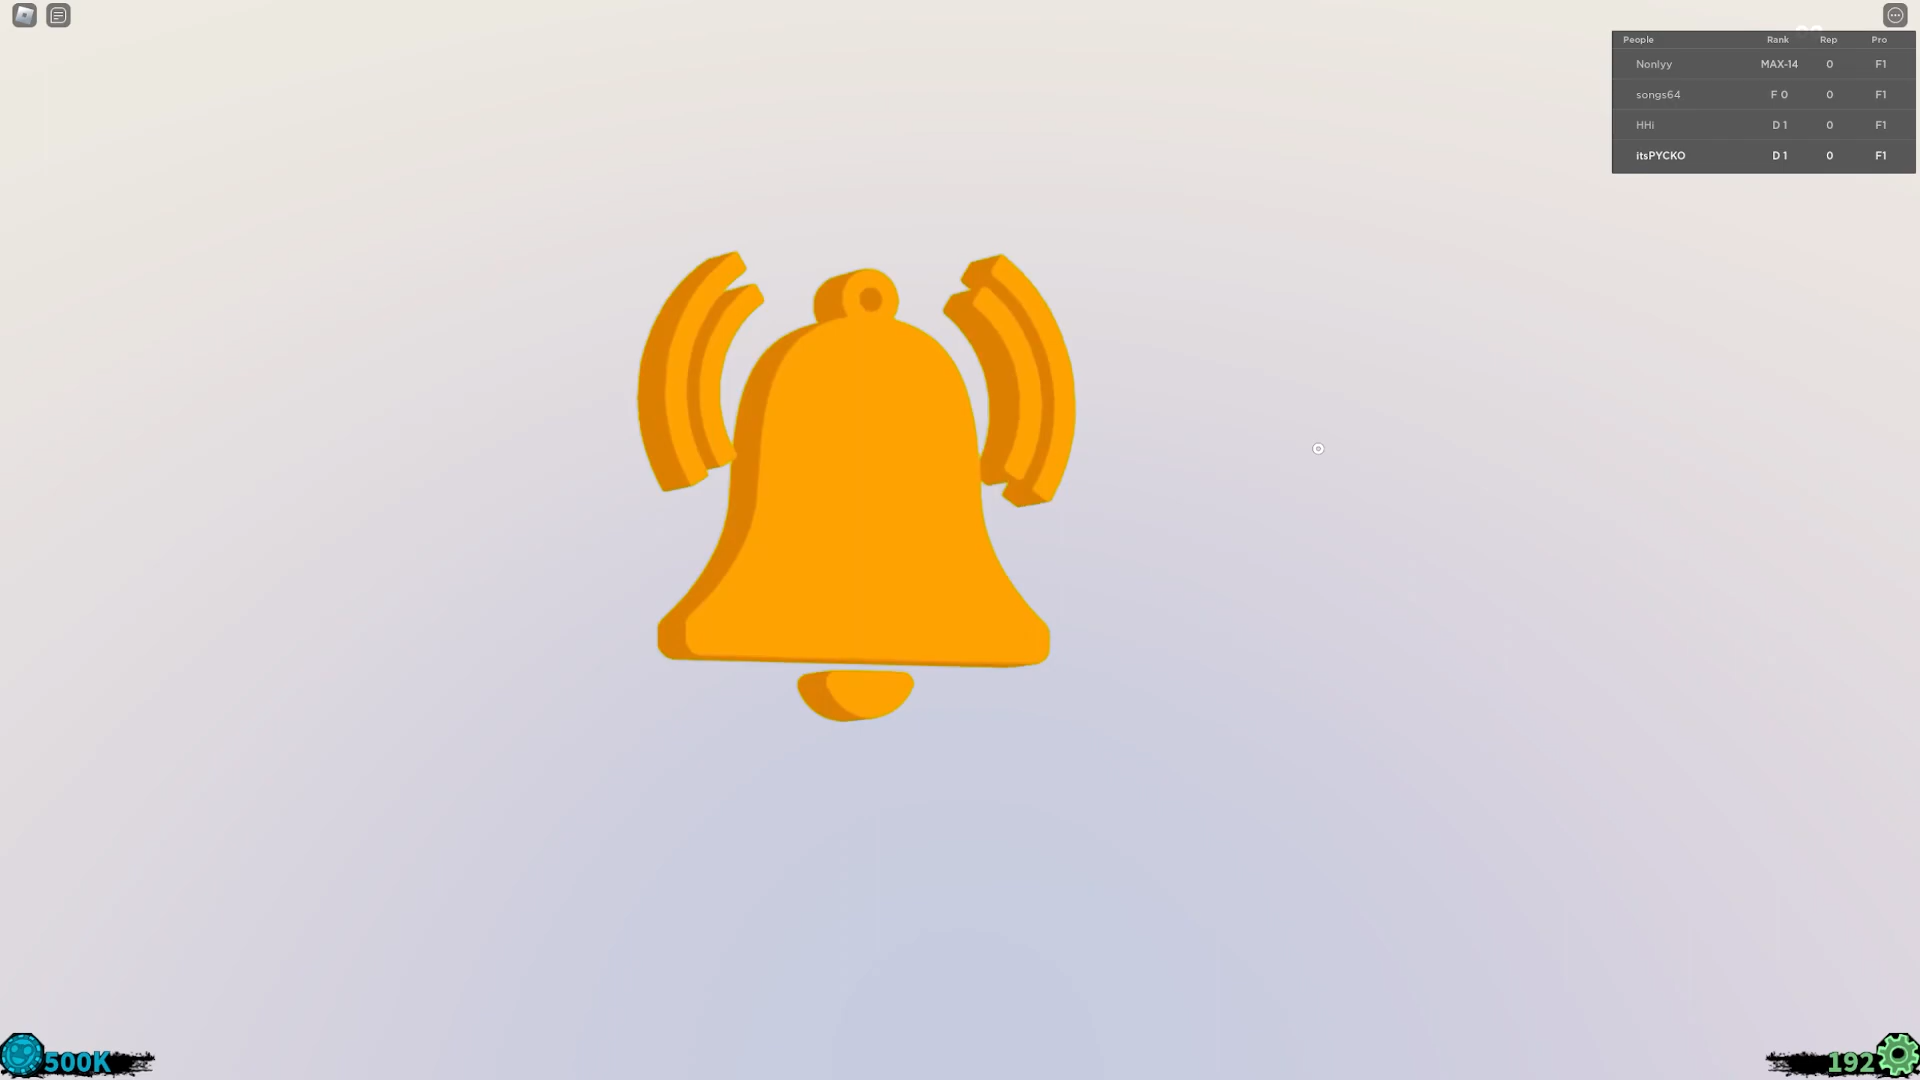 People Rank Rep Pro
Nonlyy MAX-14 0 F1
songs64 F 0 0 F1
HHi D 1 0 F1
itsPYCKO D 1 0 F1
500K
192